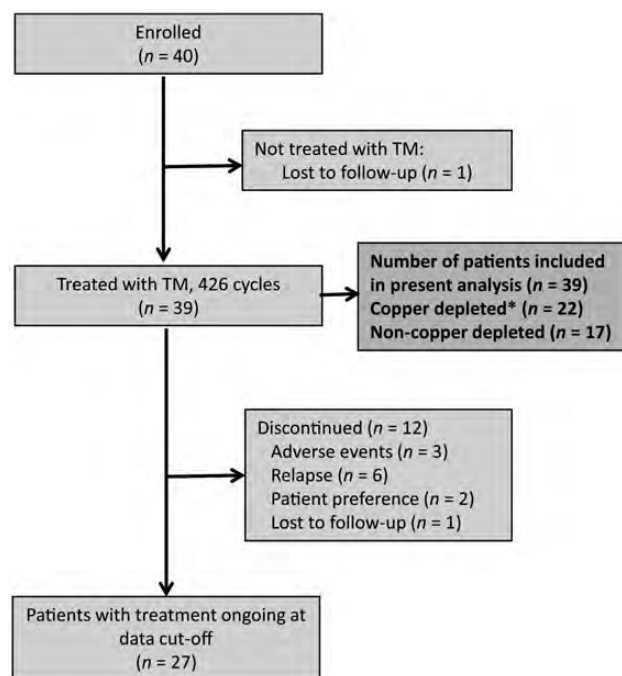 Enrolled
(n = 40)
Not treated with TM:
Lost to follow-up (n = 1)
Treated with TM, 426 cycles
(n = 39)
Number of patients included
in present analysis (n = 39)
Copper depleted* (n = 22)
Non-copper depleted (n = 17)
Discontinued (n = 12)
Adverse events (n = 3)
Relapse (n = 6)
Patient preference (n = 2)
Lost to follow-up (n = 1)
Patients with treatment ongoing at
data cut-off
(n = 27)